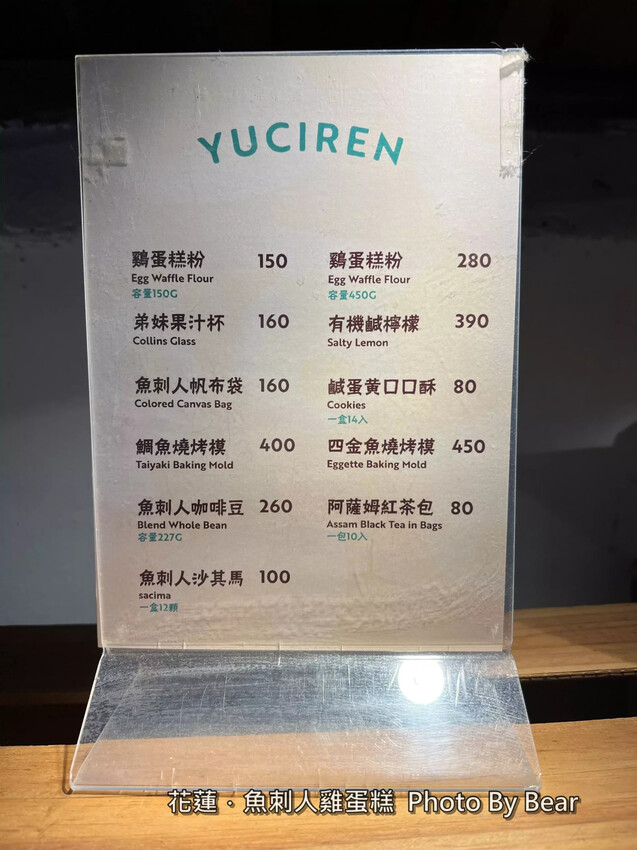 YUCIREN
鷄蛋糕粉 150
Egg Waffle Flour
容量150G
弟妹果汁杯 160
Collins Glass
魚刺人帆布袋 160
Colored Canvas Bag
鯛魚燒烤模 400
Taiyaki Baking Mold
魚刺人咖啡豆 260
Blend Whole Bean
容量227G
魚刺人沙其馬 100
sacima
一盒12顆
鷄蛋糕粉 280
Egg Waffle Flour
容量450G
有機鹹檸檬 390
Salty Lemon
鹹蛋黃口口酥 80
Cookies
一盒14入
四金魚燒烤模 450
Eggette Baking Mold
阿薩姆紅茶包 80
Assam Black Tea in Bags
一包10入
花蓮·魚刺人雞蛋糕 Photo By Bear